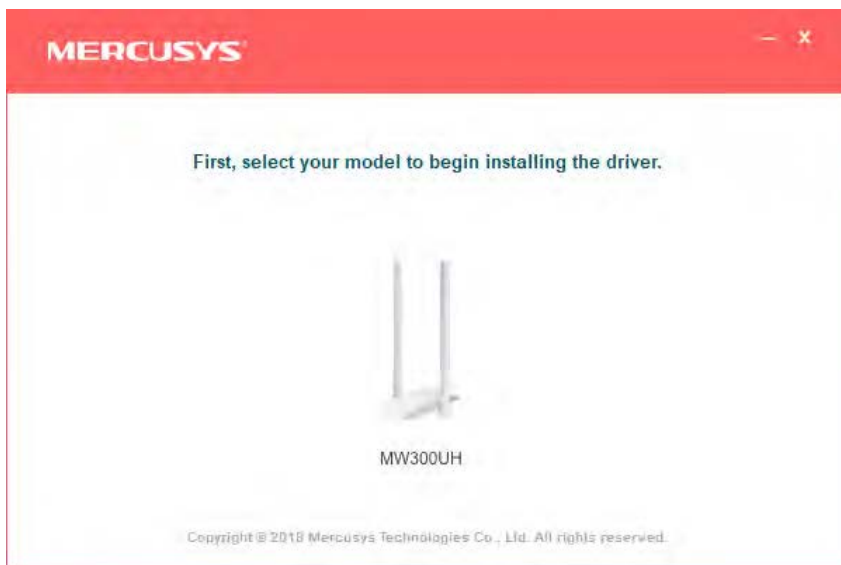 MERCUSYS
First, select your model to begin installing the driver.
MW300UH
Copyright © 2018 Mercusys Technologies Co., Ltd. All rights reserved.